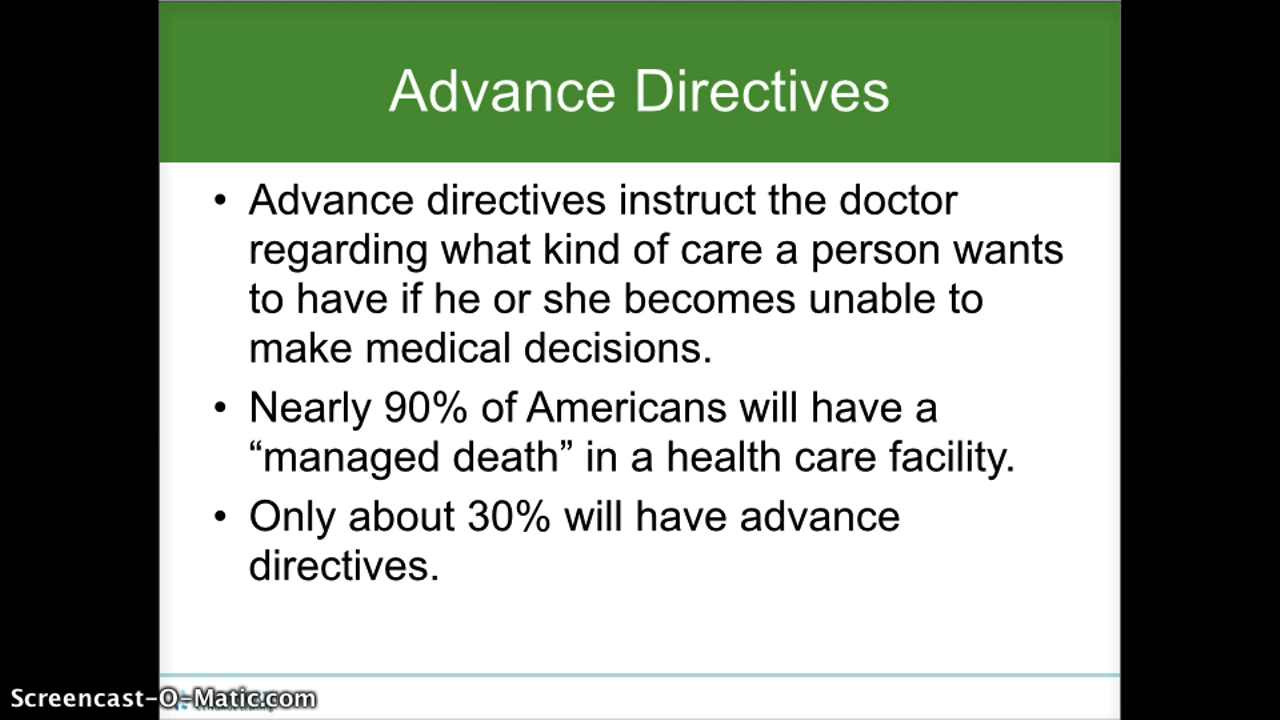 Advance Directives
• Advance directives instruct the doctor
regarding what kind of care a person wants
to have if he or she becomes unable to
make medical decisions.
• Nearly 90% of Americans will have a
“managed death” in a health care facility.
• Only about 30% will have advance
directives.
Screencast-O-Matic.com